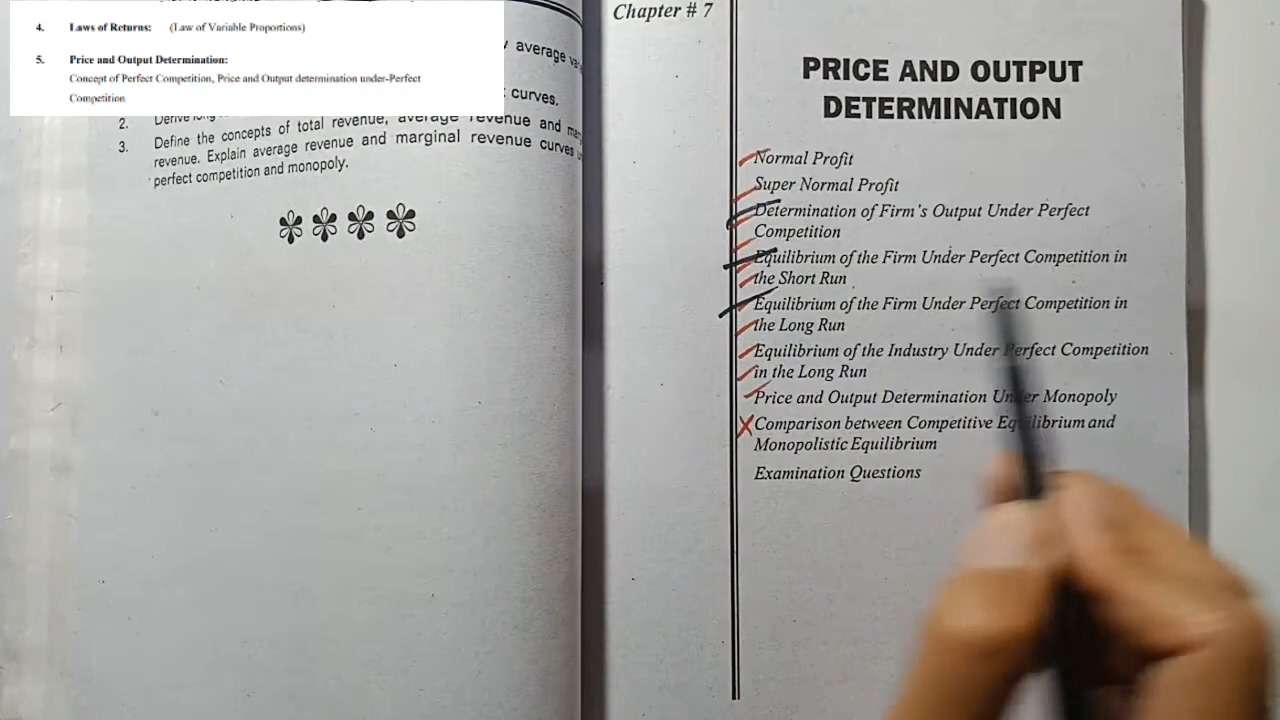 4. Laws of Returns: (Law of Variable Proportions)
5. Price and Output Determination:
Concept of Perfect Competition, Price and Output determination under-Perfect
Competition
average
curves.
2. Derive
3. Define the concepts of total revenue, average revenue and
revenue. Explain average revenue and marginal revenue curves
perfect competition and monopoly.
Chapter # 7
PRICE AND OUTPUT
DETERMINATION
Normal Profit
Super Normal Profit
Determination of Firm's Output Under Perfect
Competition
Equilibrium of the Firm Under Perfect Competition in
the Short Run
Equilibrium of the Firm Under Perfect Competition in
the Long Run
Equilibrium of the Industry Under Perfect Competition
in the Long Run
Price and Output Determination Under Monopoly
Comparison between Competitive Equilibrium and
Monopolistic Equilibrium
Examination Questions